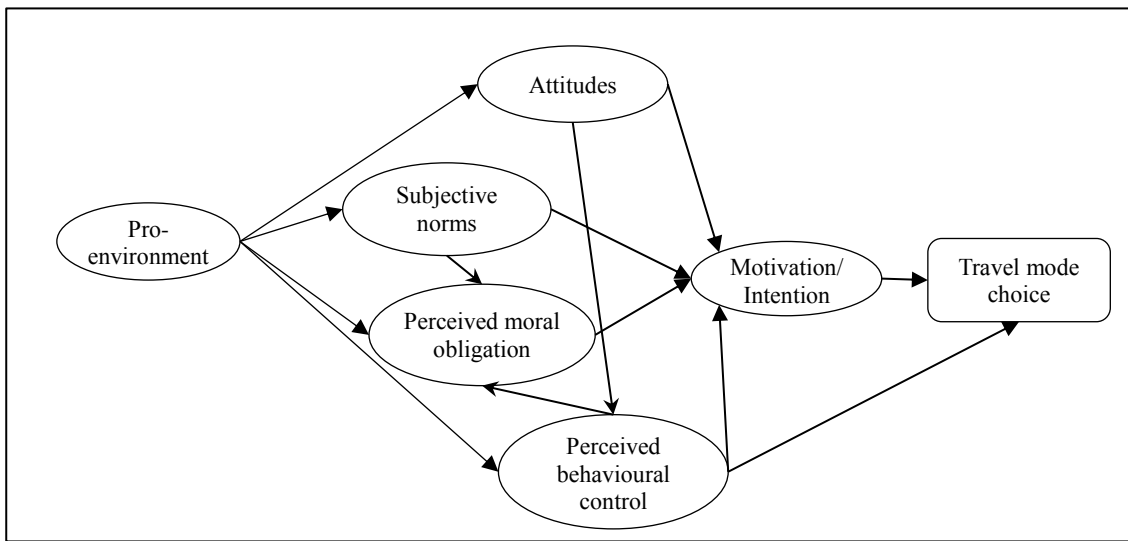 Attitudes
Subjective
norms
Pro-
environment
Motivation/
Intention
Travel mode
choice
Perceived moral
obligation
Perceived
behavioural
control